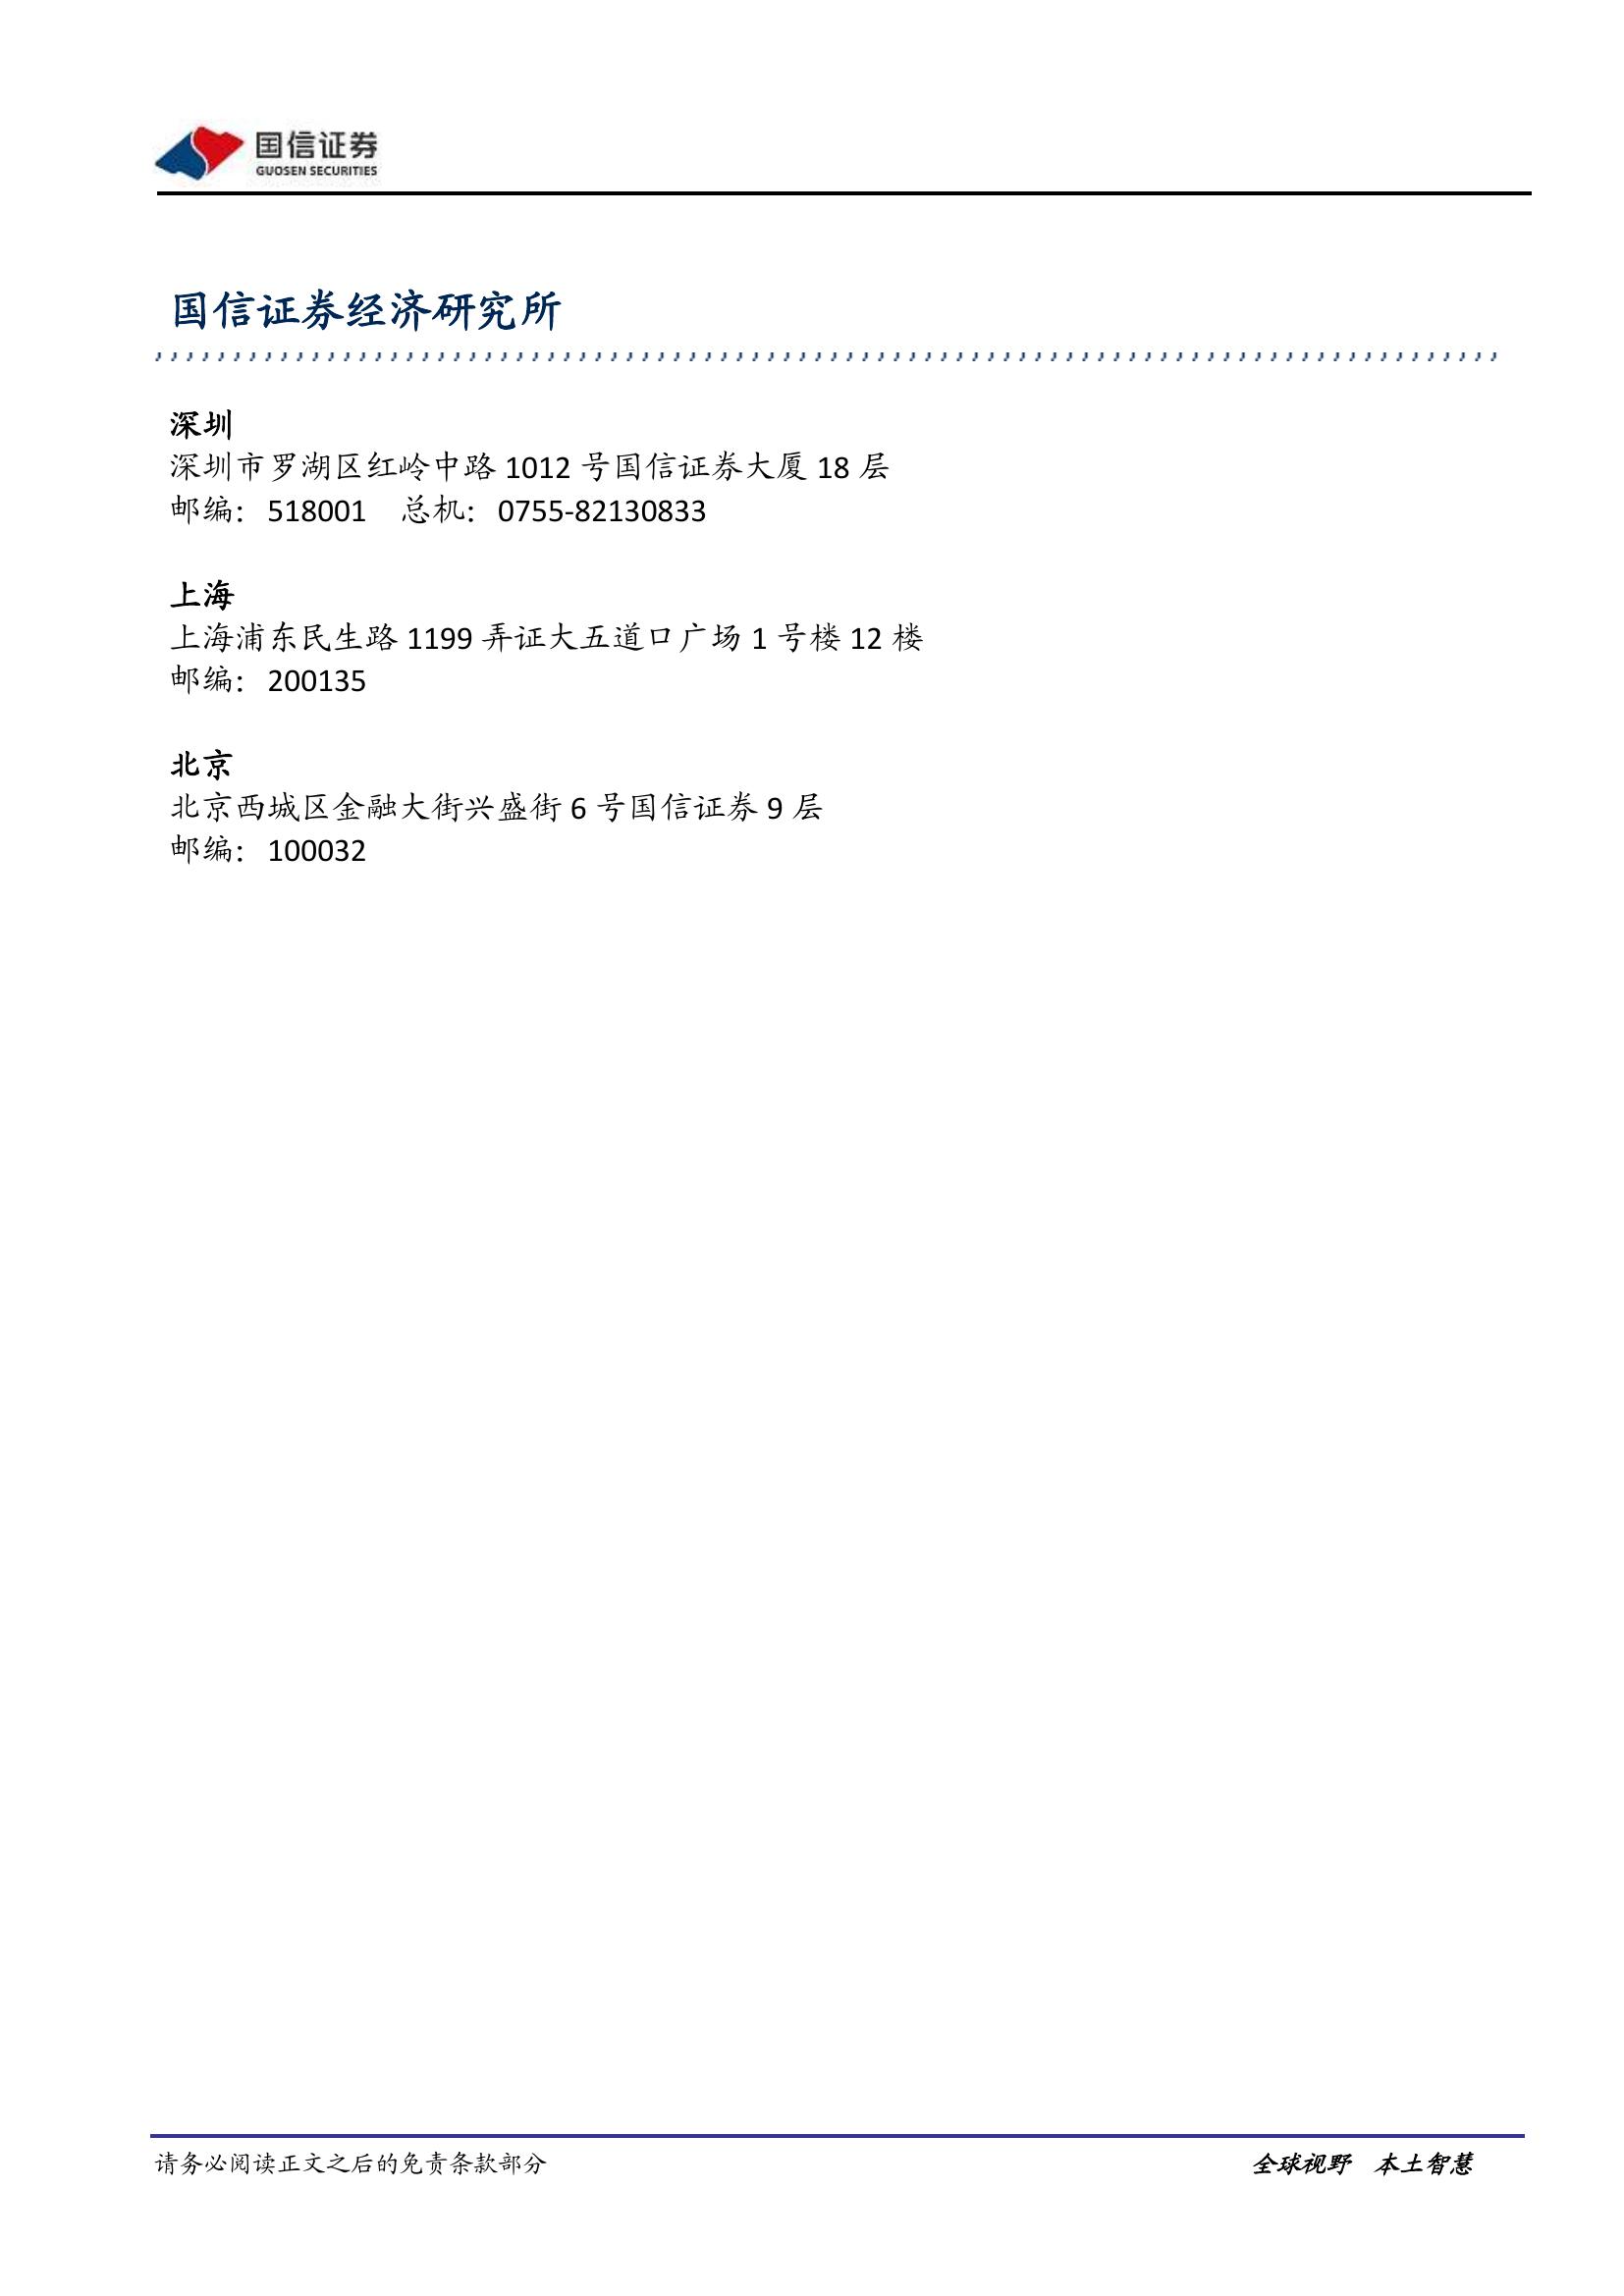 国信证券
GUOSEN SECURITIES
国信证券经济研究所
深圳
深圳市罗湖区红岭中路 1012 号国信证券大厦 18 层
邮编：518001　总机：0755-82130833
上海
上海浦东民生路 1199 弄证大五道口广场 1 号楼 12 楼
邮编：200135
北京
北京西城区金融大街兴盛街 6 号国信证券 9 层
邮编：100032
请务必阅读正文之后的免责条款部分　全球视野　本土智慧